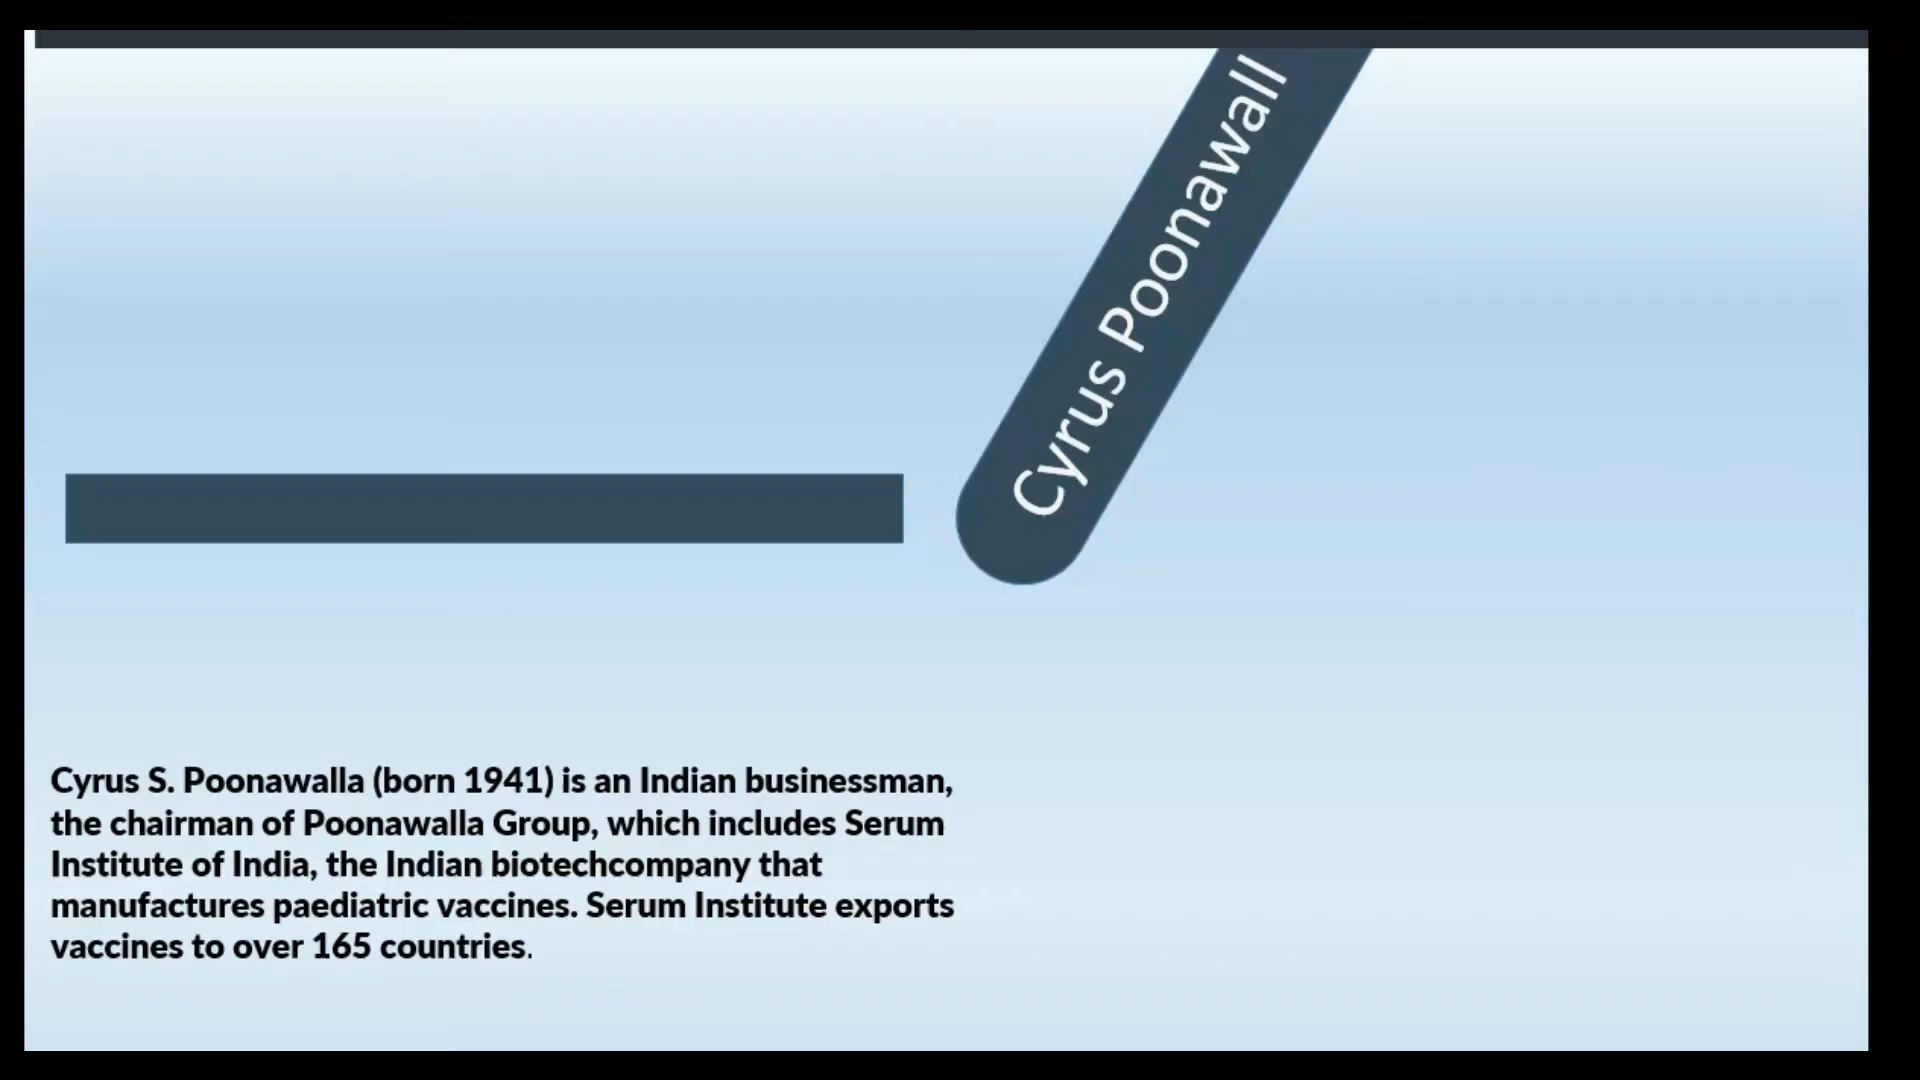 Cyrus Poonawall
Cyrus S. Poonawalla (born 1941) is an Indian businessman,
the chairman of Poonawalla Group, which includes Serum
Institute of India, the Indian biotechcompany that
manufactures paediatric vaccines. Serum Institute exports
vaccines to over 165 countries.